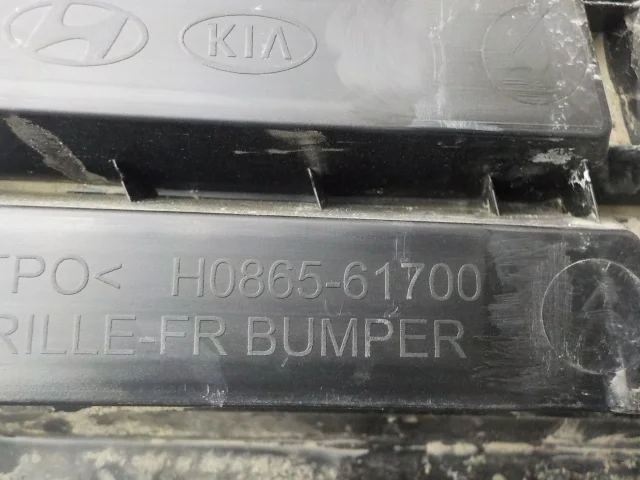 KIA
TPO< H0865-61700
RILLE-FR BUMPER